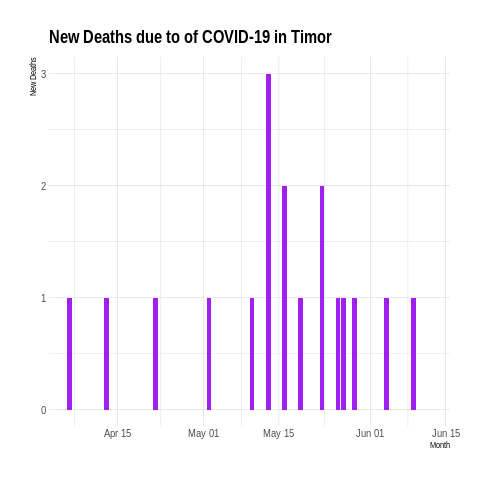 New Deaths due to of COVID-19 in Timor
New Deaths
3
2
1
0
Apr 15 May 01 May 15 Jun 01 Jun 15
Month